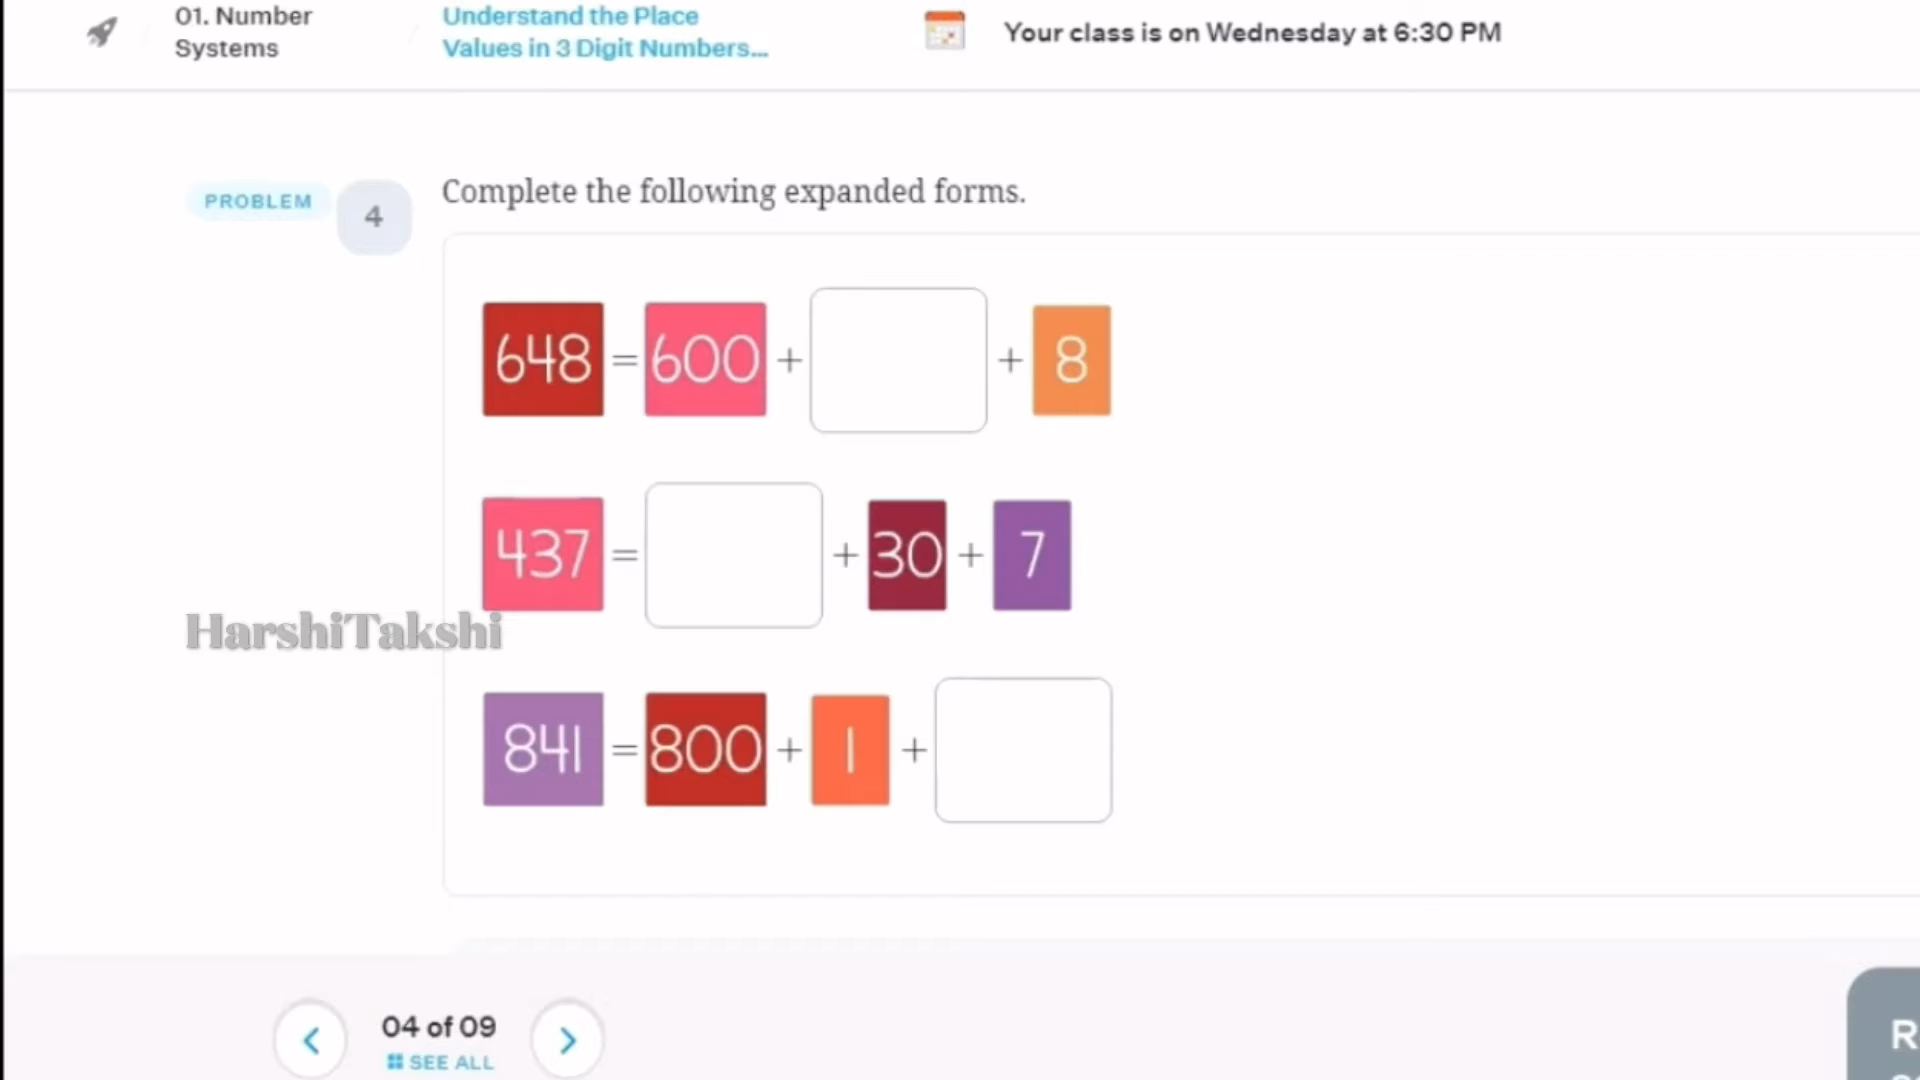 01. Number
Systems
Understand the Place
Values in 3 Digit Numbers...
Your class is on Wednesday at 6:30 PM
PROBLEM
4
Complete the following expanded forms.
648 = 600 + + 8
437 = + 30 + 7
HarshiTakshi
841 = 800 + 1 +
04 of 09
SEE ALL
R